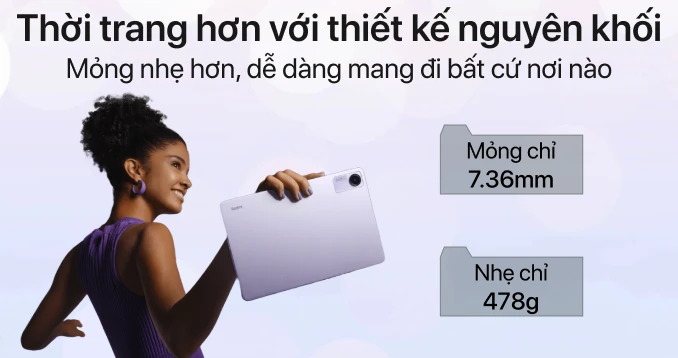 Thời trang hơn với thiết kế nguyên khối
Mỏng nhẹ hơn, dễ dàng mang đi bất cứ nơi nào
Mỏng chỉ
7.36mm
Nhẹ chỉ
478g